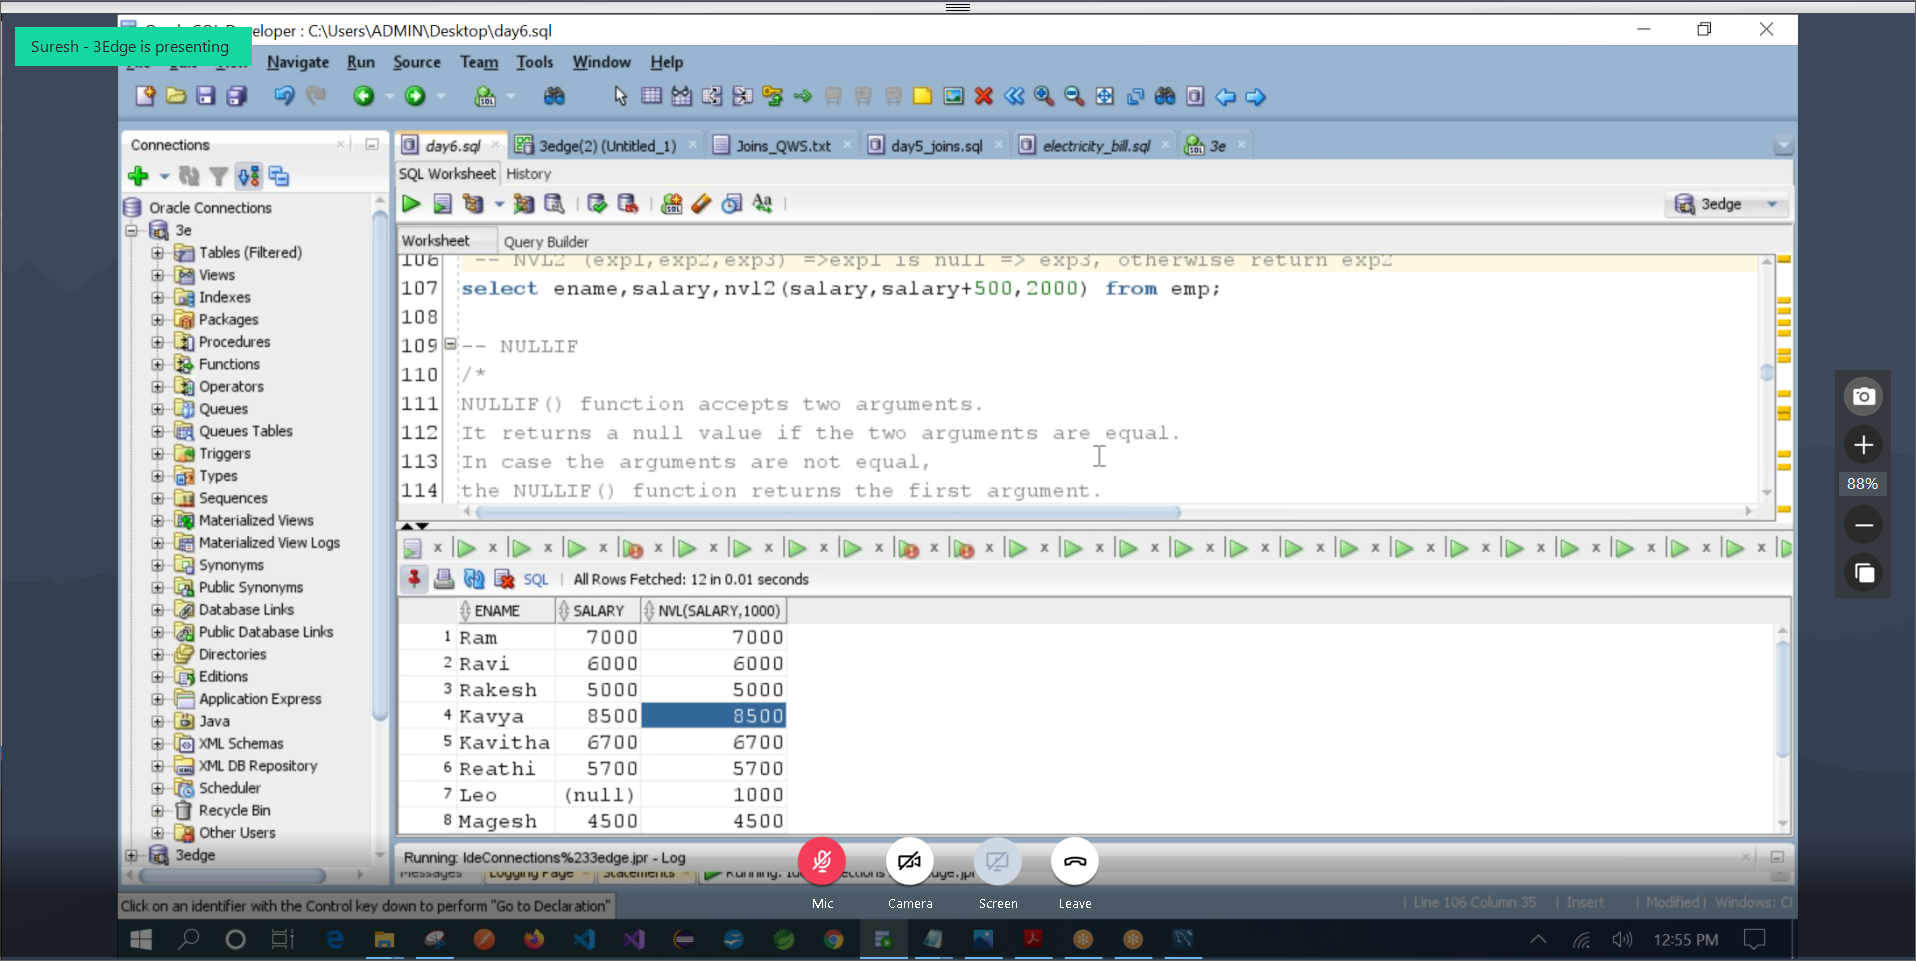 Suresh - 3Edge is presenting
eloper : C:\Users\ADMIN\Desktop\day6.sql
Navigate Run Source Team Tools Window Help
Connections
day6.sql 3edge(2) (Untitled_1) Joins_QWS.txt day5_joins.sql electricity_bill.sql 3e
SQL Worksheet History
3edge
Worksheet Query Builder
Oracle Connections
3e
Tables (Filtered)
Views
Indexes
Packages
Procedures
Functions
Operators
Queues
Queues Tables
Triggers
Types
Sequences
Materialized Views
Materialized View Logs
Synonyms
Public Synonyms
Database Links
Public Database Links
Directories
Editions
Application Express
Java
XML Schemas
XML DB Repository
Scheduler
Recycle Bin
Other Users
3edge
106 -- NVL2 (exp1,exp2,exp3) =>exp1 is null => exp3, otherwise return exp2
107 select ename,salary,nvl2(salary,salary+500,2000) from emp;
108
109 -- NULLIF
110 /*
111 NULLIF() function accepts two arguments.
112 It returns a null value if the two arguments are equal.
113 In case the arguments are not equal,
114 the NULLIF() function returns the first argument.
SQL All Rows Fetched: 12 in 0.01 seconds
ENAME SALARY NVL(SALARY,1000)
1 Ram 7000 7000
2 Ravi 6000 6000
3 Rakesh 5000 5000
4 Kavya 8500 8500
5 Kavitha 6700 6700
6 Reathi 5700 5700
7 Leo (null) 1000
8 Magesh 4500 4500
88%
Running: IdeConnections%233edge.jpr - Log
Messages Logging Page Statements Running:
Mic Camera Screen Leave
Click on an identifier with the Control key down to perform "Go to Declaration"
Line 106 Column 35 Insert Modified Windows:
12:55 PM